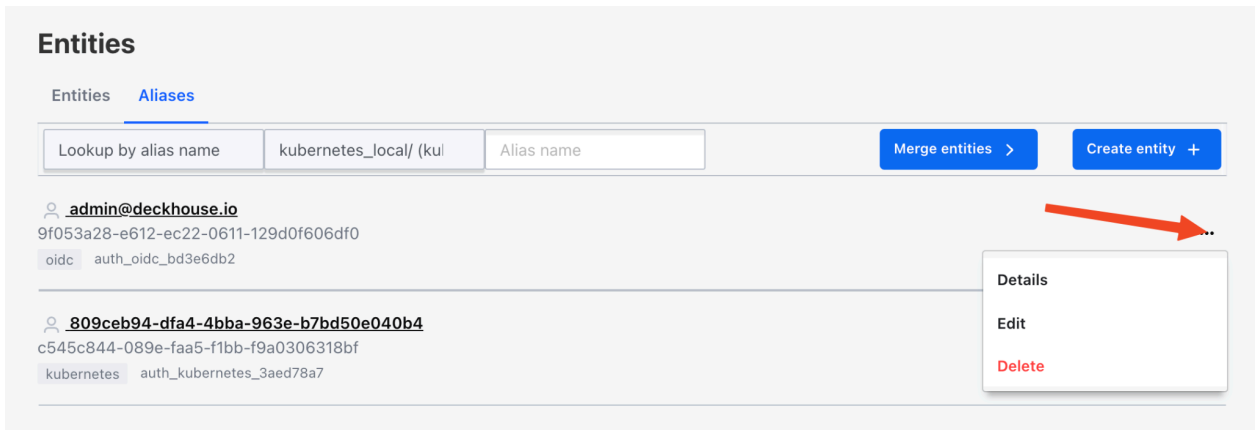 Entities
Entities Aliases
Lookup by alias name kubernetes_local/ (kul Alias name Merge entities Create entity +
admin@deckhouse.io
9f053a28-e612-ec22-0611-129d0f606df0
...
oidc auth_oidc_bd3e6db2
Details
809ceb94-dfa4-4bba-963e-b7bd50e040b4
Edit
c545c844-089e-faa5-f1bb-f9a0306318bf
kubernetes auth_kubernetes_3aed78a7
Delete